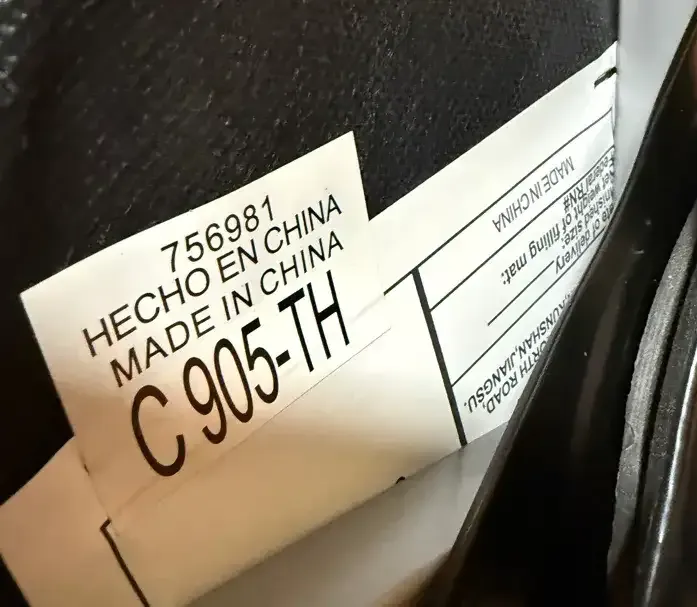 756981
HECHO EN CHINA
MADE IN CHINA
C 905-TH
MADE IN CHINA
Federal RN#
Net weight of filling mat:
Finished size:
Date of delivery
NORTH ROAD,
KUNSHAN,JIANGSU.